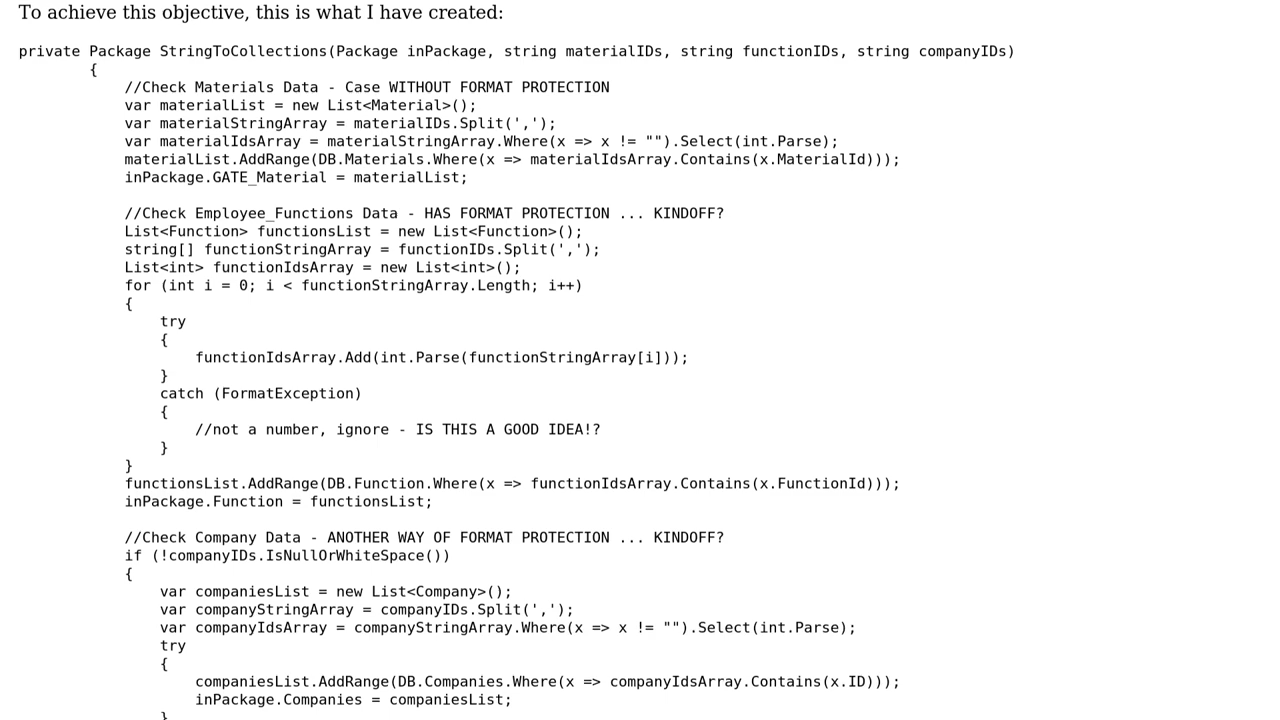 To achieve this objective, this is what I have created:
private Package StringToCollections(Package inPackage, string materialIDs, string functionIDs, string companyIDs)
{
//Check Materials Data - Case WITHOUT FORMAT PROTECTION
var materialList = new List<Material>();
var materialStringArray = materialIDs.Split(',');
var materialIdsArray = materialStringArray.Where(x => x != "").Select(int.Parse);
materialList.AddRange(DB.Materials.Where(x => materialIdsArray.Contains(x.MaterialId)));
inPackage.GATE_Material = materialList;
//Check Employee_Functions Data - HAS FORMAT PROTECTION ... KINDOFF?
List<Function> functionsList = new List<Function>();
string[] functionStringArray = functionIDs.Split(',');
List<int> functionIdsArray = new List<int>();
for (int i = 0; i < functionStringArray.Length; i++)
{
try
{
functionIdsArray.Add(int.Parse(functionStringArray[i]));
}
catch (FormatException)
{
//not a number, ignore - IS THIS A GOOD IDEA!?
}
}
functionsList.AddRange(DB.Function.Where(x => functionIdsArray.Contains(x.FunctionId)));
inPackage.Function = functionsList;
//Check Company Data - ANOTHER WAY OF FORMAT PROTECTION ... KINDOFF?
if (!companyIDs.IsNullOrWhiteSpace())
{
var companiesList = new List<Company>();
var companyStringArray = companyIDs.Split(',');
var companyIdsArray = companyStringArray.Where(x => x != "").Select(int.Parse);
try
{
companiesList.AddRange(DB.Companies.Where(x => companyIdsArray.Contains(x.ID)));
inPackage.Companies = companiesList;
}